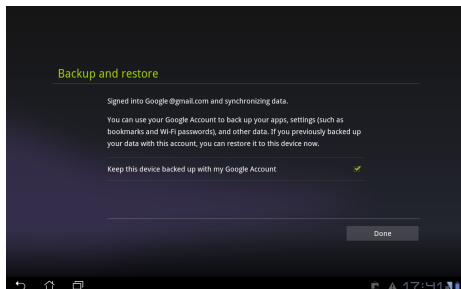 Backup and restore
Signed into Google @gmail.com and synchronizing data.
You can use your Google Account to back up your apps, settings (such as
bookmarks and Wi-Fi passwords), and other data. If you previously backed up
your data with this account, you can restore it to this device now.
Keep this device backed up with my Google Account
Done
17:41